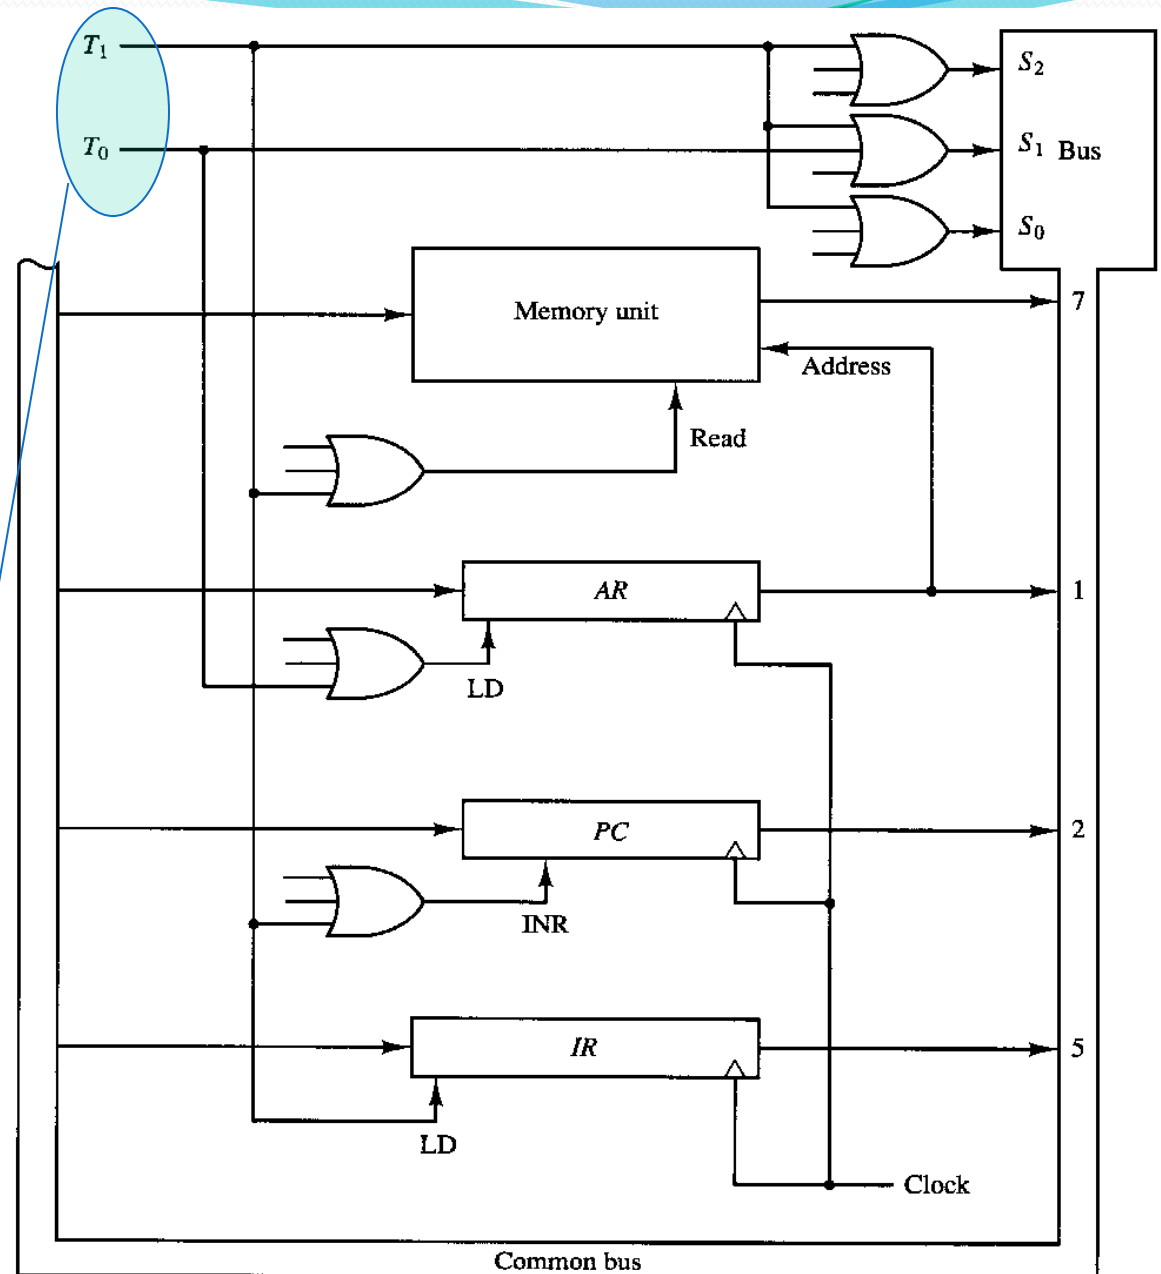 T₁
S₂
T₀
S₁ Bus
S₀
7
Memory unit
Address
Read
AR
1
LD
PC
2
INR
IR
5
LD
Clock
Common bus